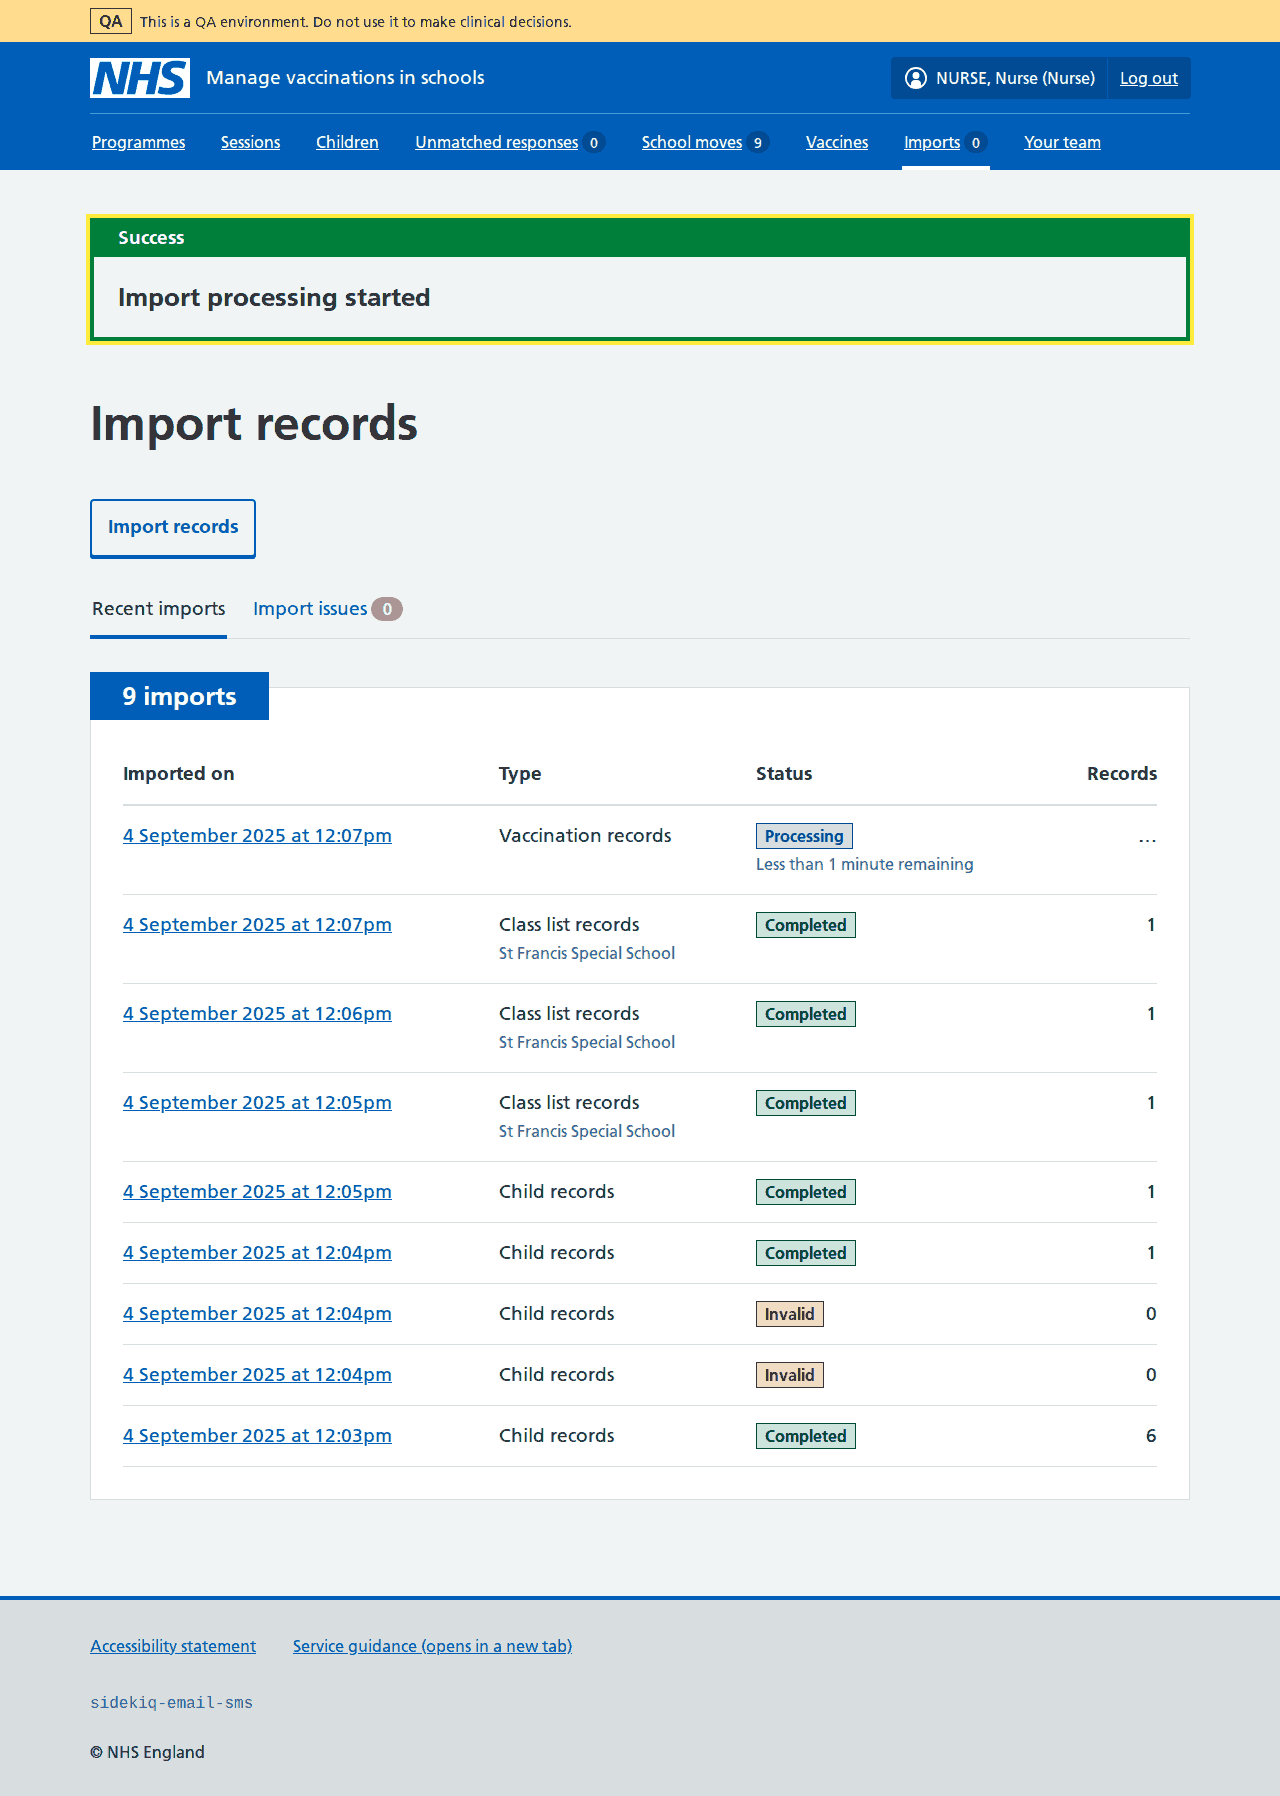 QA This is a QA environment. Do not use it to make clinical decisions.
NHS Manage vaccinations in schools NURSE, Nurse (Nurse) Log out
Programmes Sessions Children Unmatched responses 0 School moves 9 Vaccines Imports 0 Your team
Success
Import processing started
Import records
Import records
Recent imports Import issues 0
9 imports
Imported on Type Status Records
4 September 2025 at 12:07pm Vaccination records Processing ...
Less than 1 minute remaining
4 September 2025 at 12:07pm Class list records Completed 1
St Francis Special School
4 September 2025 at 12:06pm Class list records Completed 1
St Francis Special School
4 September 2025 at 12:05pm Class list records Completed 1
St Francis Special School
4 September 2025 at 12:05pm Child records Completed 1
4 September 2025 at 12:04pm Child records Completed 1
4 September 2025 at 12:04pm Child records Invalid 0
4 September 2025 at 12:04pm Child records Invalid 0
4 September 2025 at 12:03pm Child records Completed 6
Accessibility statement Service guidance (opens in a new tab)
sidekiq-email-sms
© NHS England